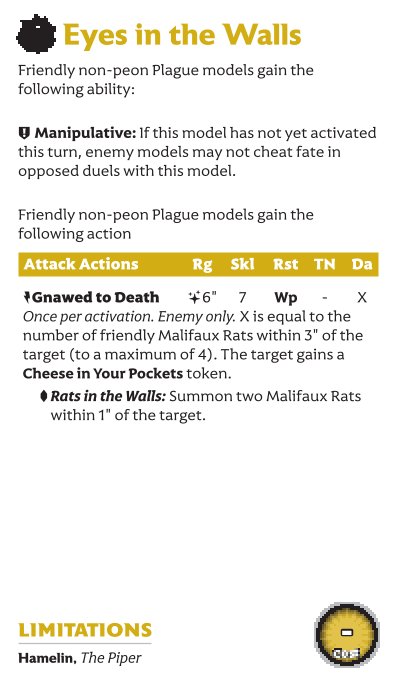 Eyes in the Walls
Friendly non-peon Plague models gain the
following ability:
Manipulative: If this model has not yet activated
this turn, enemy models may not cheat fate in
opposed duels with this model.
Friendly non-peon Plague models gain the
following action
Attack Actions Rg Skl Rst TN Da
Gnawed to Death 6" 7 Wp - X
Once per activation. Enemy only. X is equal to the
number of friendly Malifaux Rats within 3" of the
target (to a maximum of 4). The target gains a
Cheese in Your Pockets token.
Rats in the Walls: Summon two Malifaux Rats
within 1" of the target.
LIMITATIONS
Hamelin, The Piper